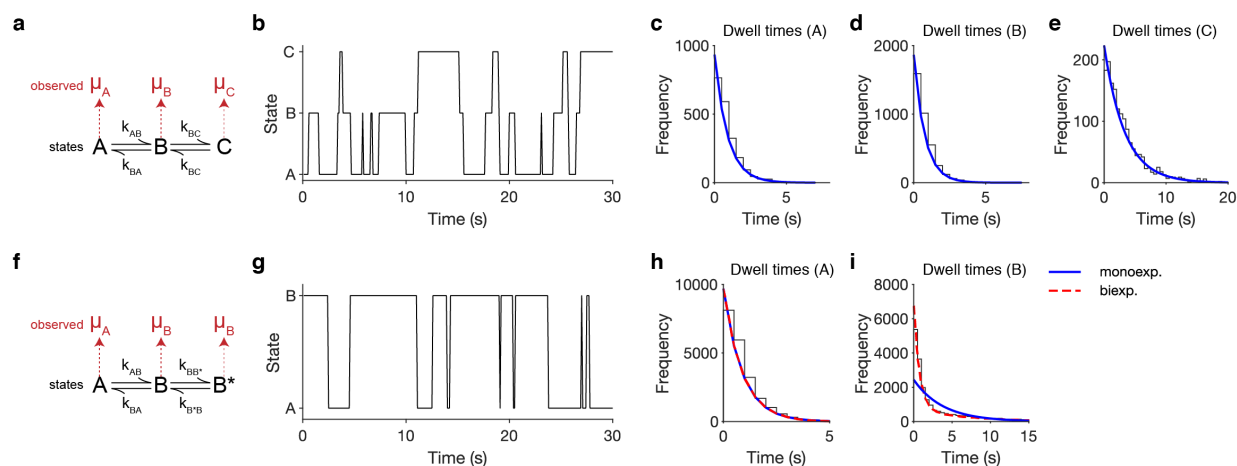 a
observed μA μB μC
kAB kBC
states A B C
kBA kBC
b
State
C
B
A
0 10 20 30
Time (s)
c
Dwell times (A)
Frequency
1000
500
0
0 5
Time (s)
d
Dwell times (B)
Frequency
2000
1000
0
0 5
Time (s)
e
Dwell times (C)
Frequency
200
100
0
0 10 20
Time (s)
f
observed μA μB μB
kAB kBB*
states A B B*
kBA kB*B
g
State
B
A
0 10 20 30
Time (s)
h
Dwell times (A)
Frequency
10000
5000
0
0 5
Time (s)
i
Dwell times (B)
Frequency
8000
6000
4000
2000
0
0 5 10 15
Time (s)
monoexp.
biexp.